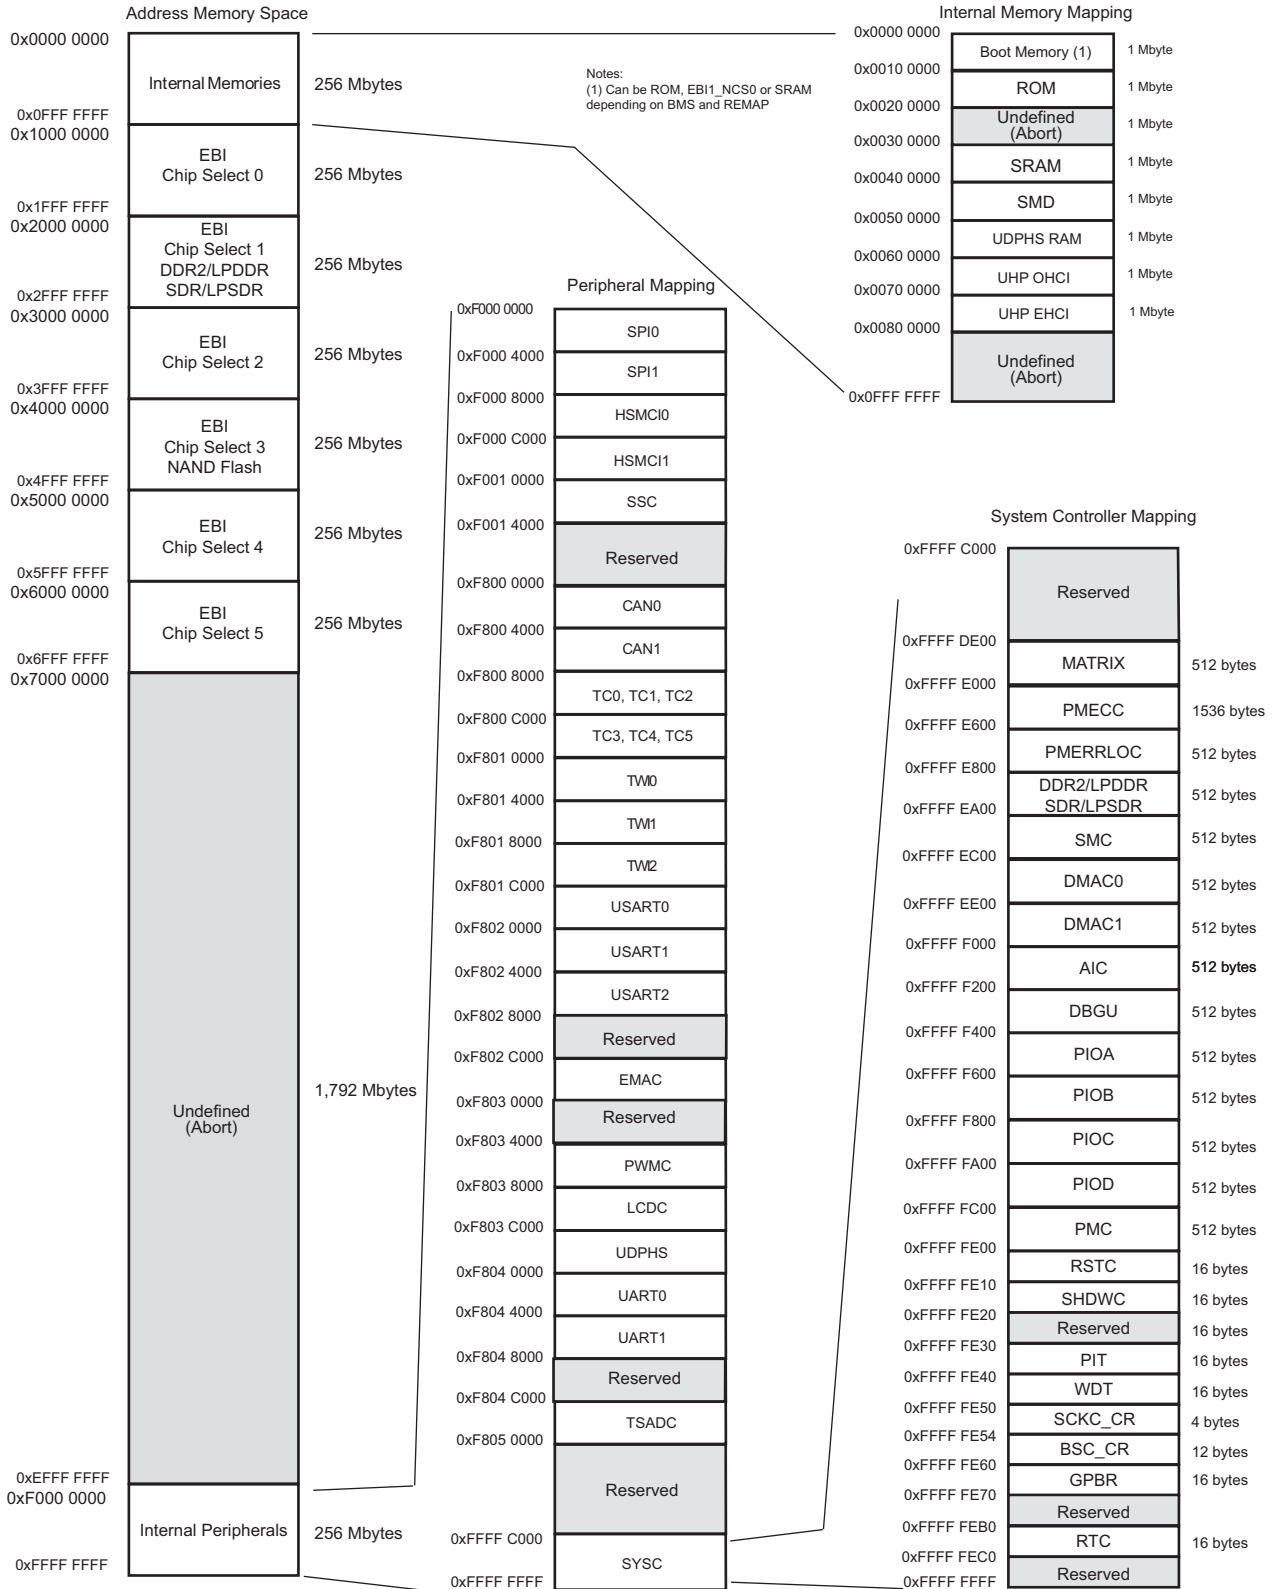 Address Memory Space
0x0000 0000
Internal Memories
256 Mbytes
0x0FFF FFFF
0x1000 0000
EBI
Chip Select 0
256 Mbytes
0x1FFF FFFF
0x2000 0000
EBI
Chip Select 1
DDR2/LPDDR
SDR/LPSDR
256 Mbytes
0x2FFF FFFF
0x3000 0000
EBI
Chip Select 2
256 Mbytes
0x3FFF FFFF
0x4000 0000
EBI
Chip Select 3
NAND Flash
256 Mbytes
0x4FFF FFFF
0x5000 0000
EBI
Chip Select 4
256 Mbytes
0x5FFF FFFF
0x6000 0000
EBI
Chip Select 5
256 Mbytes
0x6FFF FFFF
0x7000 0000
Undefined
(Abort)
1,792 Mbytes
0xEFFF FFFF
0xF000 0000
Internal Peripherals
256 Mbytes
0xFFFF FFFF
Notes:
(1) Can be ROM, EBI1_NCS0 or SRAM
depending on BMS and REMAP
Peripheral Mapping
0xF000 0000
SPI0
0xF000 4000
SPI1
0xF000 8000
HSMCI0
0xF000 C000
HSMCI1
0xF001 0000
SSC
0xF001 4000
Reserved
0xF800 0000
CAN0
0xF800 4000
CAN1
0xF800 8000
TC0, TC1, TC2
0xF800 C000
TC3, TC4, TC5
0xF801 0000
TWI0
0xF801 4000
TWI1
0xF801 8000
TWI2
0xF801 C000
USART0
0xF802 0000
USART1
0xF802 4000
USART2
0xF802 8000
Reserved
0xF802 C000
EMAC
0xF803 0000
Reserved
0xF803 4000
PWMC
0xF803 8000
LCDC
0xF803 C000
UDPHS
0xF804 0000
UART0
0xF804 4000
UART1
0xF804 8000
Reserved
0xF804 C000
TSADC
0xF805 0000
Reserved
0xFFFF C000
SYSC
0xFFFF FFFF
Internal Memory Mapping
0x0000 0000
Boot Memory (1)
1 Mbyte
0x0010 0000
ROM
1 Mbyte
0x0020 0000
Undefined
(Abort)
1 Mbyte
0x0030 0000
SRAM
1 Mbyte
0x0040 0000
SMD
1 Mbyte
0x0050 0000
UDPHS RAM
1 Mbyte
0x0060 0000
UHP OHCI
1 Mbyte
0x0070 0000
UHP EHCI
1 Mbyte
0x0080 0000
Undefined
(Abort)
0x0FFF FFFF
System Controller Mapping
0xFFFF C000
Reserved
0xFFFF DE00
MATRIX
512 bytes
0xFFFF E000
PMECC
1536 bytes
0xFFFF E600
PMERRLOC
512 bytes
0xFFFF E800
DDR2/LPDDR
SDR/LPSDR
512 bytes
0xFFFF EA00
SMC
512 bytes
0xFFFF EC00
DMAC0
512 bytes
0xFFFF EE00
DMAC1
512 bytes
0xFFFF F000
AIC
512 bytes
0xFFFF F200
DBGU
512 bytes
0xFFFF F400
PIOA
512 bytes
0xFFFF F600
PIOB
512 bytes
0xFFFF F800
PIOC
512 bytes
0xFFFF FA00
PIOD
512 bytes
0xFFFF FC00
PMC
512 bytes
0xFFFF FE00
RSTC
16 bytes
0xFFFF FE10
SHDWC
16 bytes
0xFFFF FE20
Reserved
16 bytes
0xFFFF FE30
PIT
16 bytes
0xFFFF FE40
WDT
16 bytes
0xFFFF FE50
SCKC_CR
4 bytes
0xFFFF FE54
BSC_CR
12 bytes
0xFFFF FE60
GPBR
16 bytes
0xFFFF FE70
Reserved
0xFFFF FEB0
RTC
16 bytes
0xFFFF FEC0
Reserved
0xFFFF FFFF